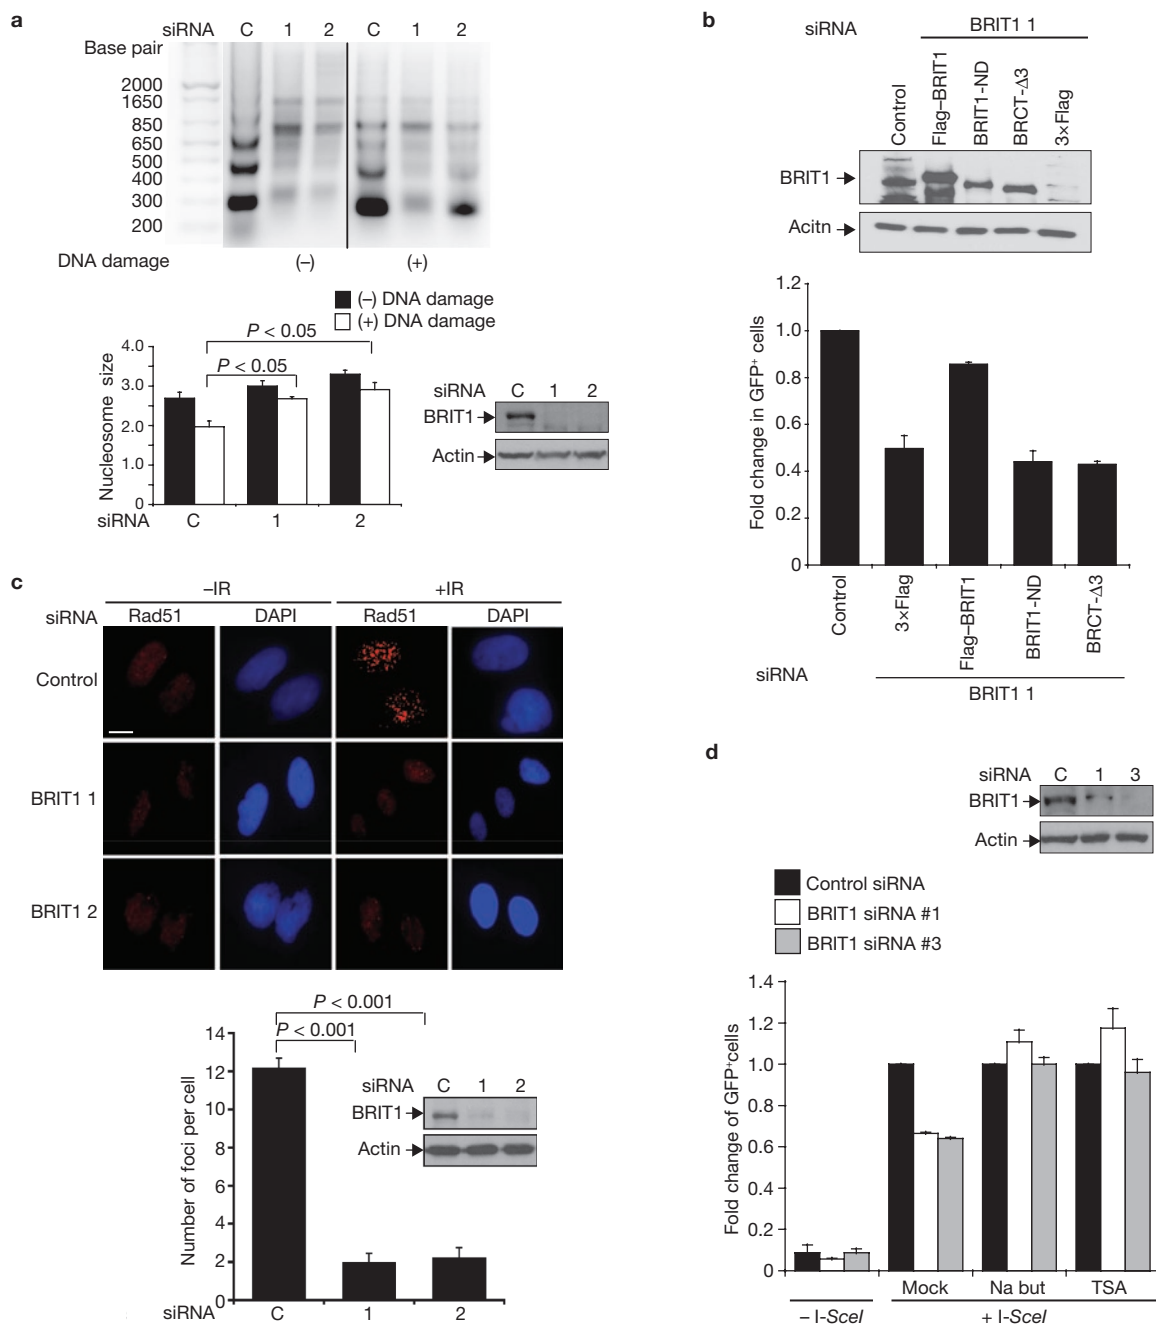 a
siRNA C 1 2 C 1 2
Base pair
2000
1650
850
650
500
400
300
200
DNA damage (–) (+)
(–) DNA damage
(+) DNA damage
P < 0.05
P < 0.05
Nucleosome size
4.0
3.0
2.0
1.0
0
siRNA C 1 2
siRNA C 1 2
BRIT1
Actin
b
siRNA BRIT1 1
Control
Flag–BRIT1
BRIT1-ND
BRCT-Δ3
3×Flag
BRIT1
Acitn
Fold change in GFP⁺ cells
1.2
1.0
0.8
0.6
0.4
0.2
0
Control
3×Flag
Flag–BRIT1
BRIT1-ND
BRCT-Δ3
siRNA
BRIT1 1
c
–IR +IR
siRNA Rad51 DAPI Rad51 DAPI
Control
BRIT1 1
BRIT1 2
P < 0.001
P < 0.001
Number of foci per cell
14
12
10
8
6
4
2
0
siRNA C 1 2
siRNA C 1 2
BRIT1
Actin
d
siRNA C 1 3
BRIT1
Actin
Control siRNA
BRIT1 siRNA #1
BRIT1 siRNA #3
Fold change of GFP⁺cells
1.4
1.2
1.0
0.8
0.6
0.4
0.2
0
Mock Na but TSA
– I-SceI + I-SceI